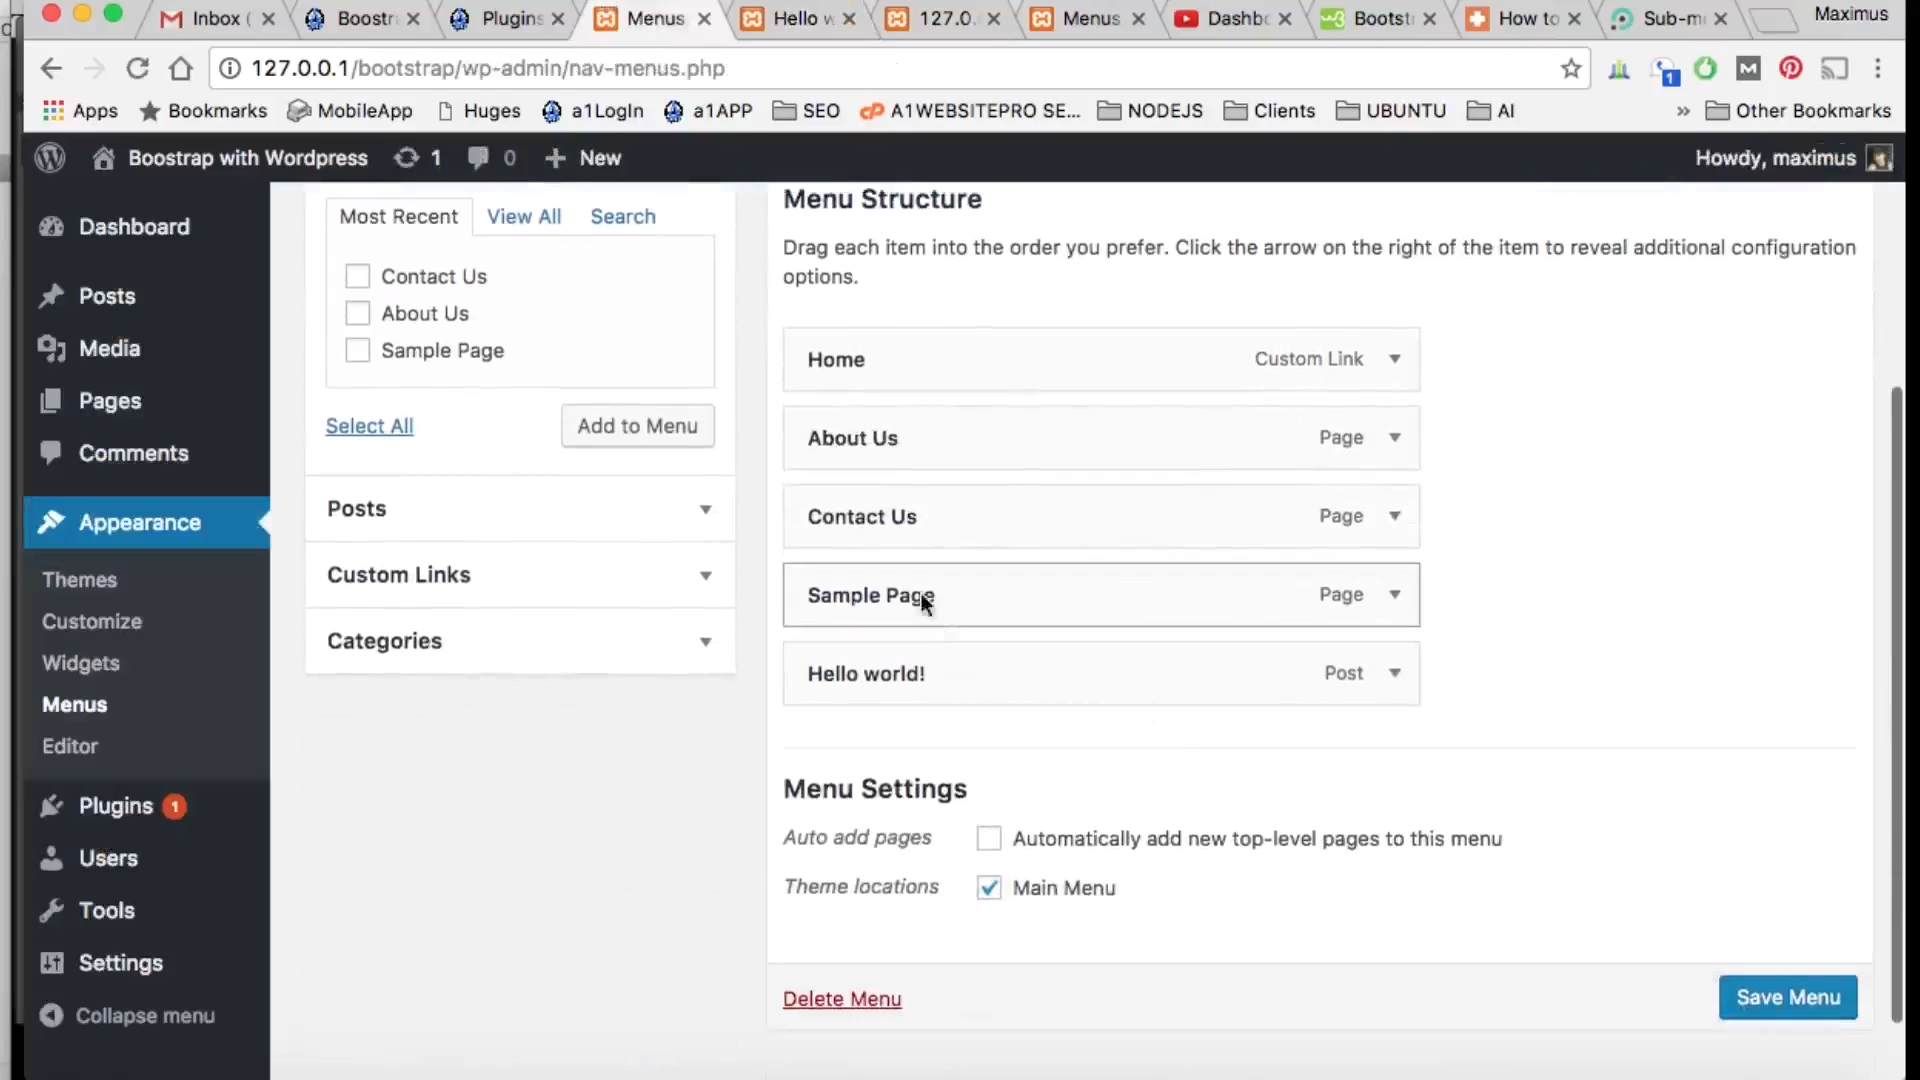 Inbox (
Boostr
Plugins
Menus
Hello w
127.0.
Menus
Dashbo
Bootst
How to
Sub-m
Maximus
127.0.0.1/bootstrap/wp-admin/nav-menus.php
1
Apps
Bookmarks
MobileApp
Huges
a1LogIn
a1APP
SEO
A1WEBSITEPRO SE...
NODEJS
Clients
UBUNTU
AI
»
Other Bookmarks
Boostrap with Wordpress
1
0
+ New
Howdy, maximus
Dashboard
Posts
Media
Pages
Comments
Appearance
Themes
Customize
Widgets
Menus
Editor
Plugins 1
Users
Tools
Settings
Collapse menu
Most Recent
View All
Search
Contact Us
About Us
Sample Page
Select All
Add to Menu
Posts
Custom Links
Categories
Menu Structure
Drag each item into the order you prefer. Click the arrow on the right of the item to reveal additional configuration
options.
Home
Custom Link
About Us
Page
Contact Us
Page
Sample Page
Page
Hello world!
Post
Menu Settings
Auto add pages
Automatically add new top-level pages to this menu
Theme locations
Main Menu
Delete Menu
Save Menu